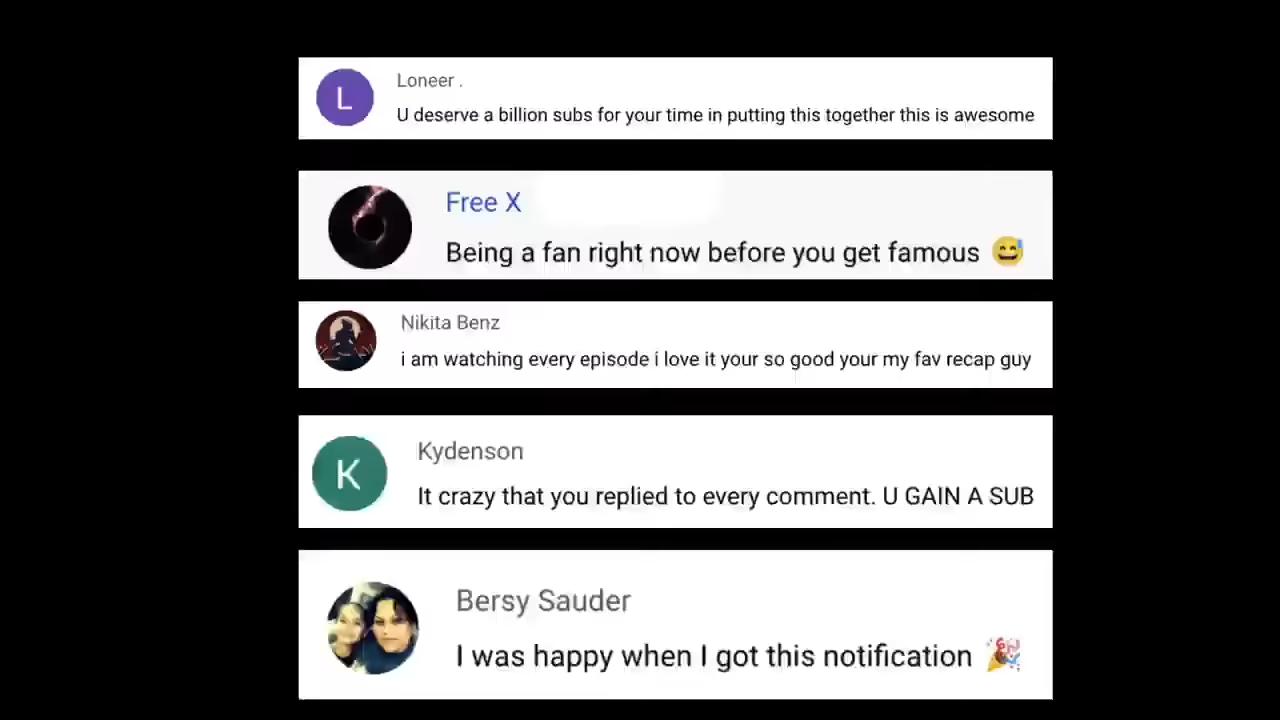 L
Loneer .
U deserve a billion subs for your time in putting this together this is awesome
Free X
Being a fan right now before you get famous 😅
Nikita Benz
i am watching every episode i love it your so good your my fav recap guy
K
Kydenson
It crazy that you replied to every comment. U GAIN A SUB
Bersy Sauder
I was happy when I got this notification 🎉